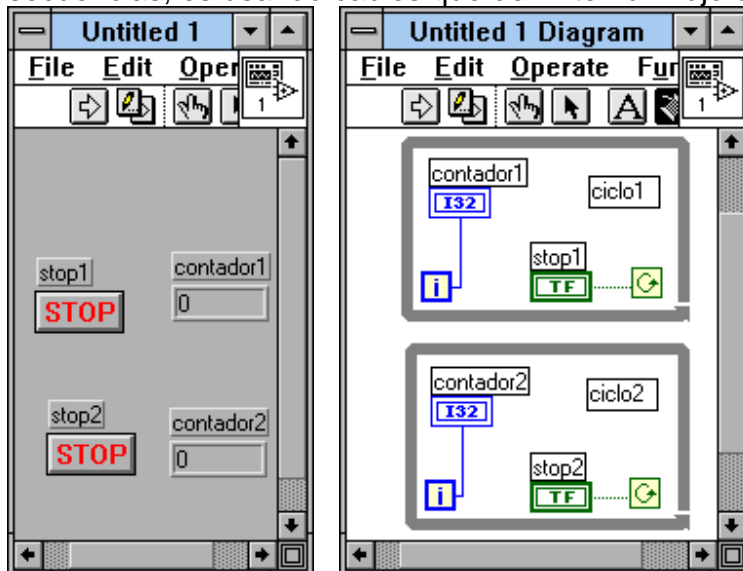 Untitled 1
File Edit Oper
1
stop1
STOP
contador1
0
stop2
STOP
contador2
0
Untitled 1 Diagram
File Edit Operate Fu
1
A
contador1
I32
ciclo1
i
stop1
TF
contador2
I32
ciclo2
i
stop2
TF